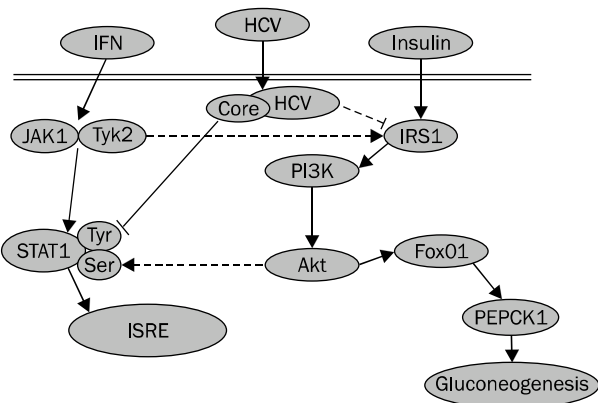 IFN
HCV
Insulin
Core
HCV
JAK1
Tyk2
IRS1
PI3K
STAT1
Tyr
Ser
Akt
Fox01
ISRE
PEPCK1
Gluconeogenesis